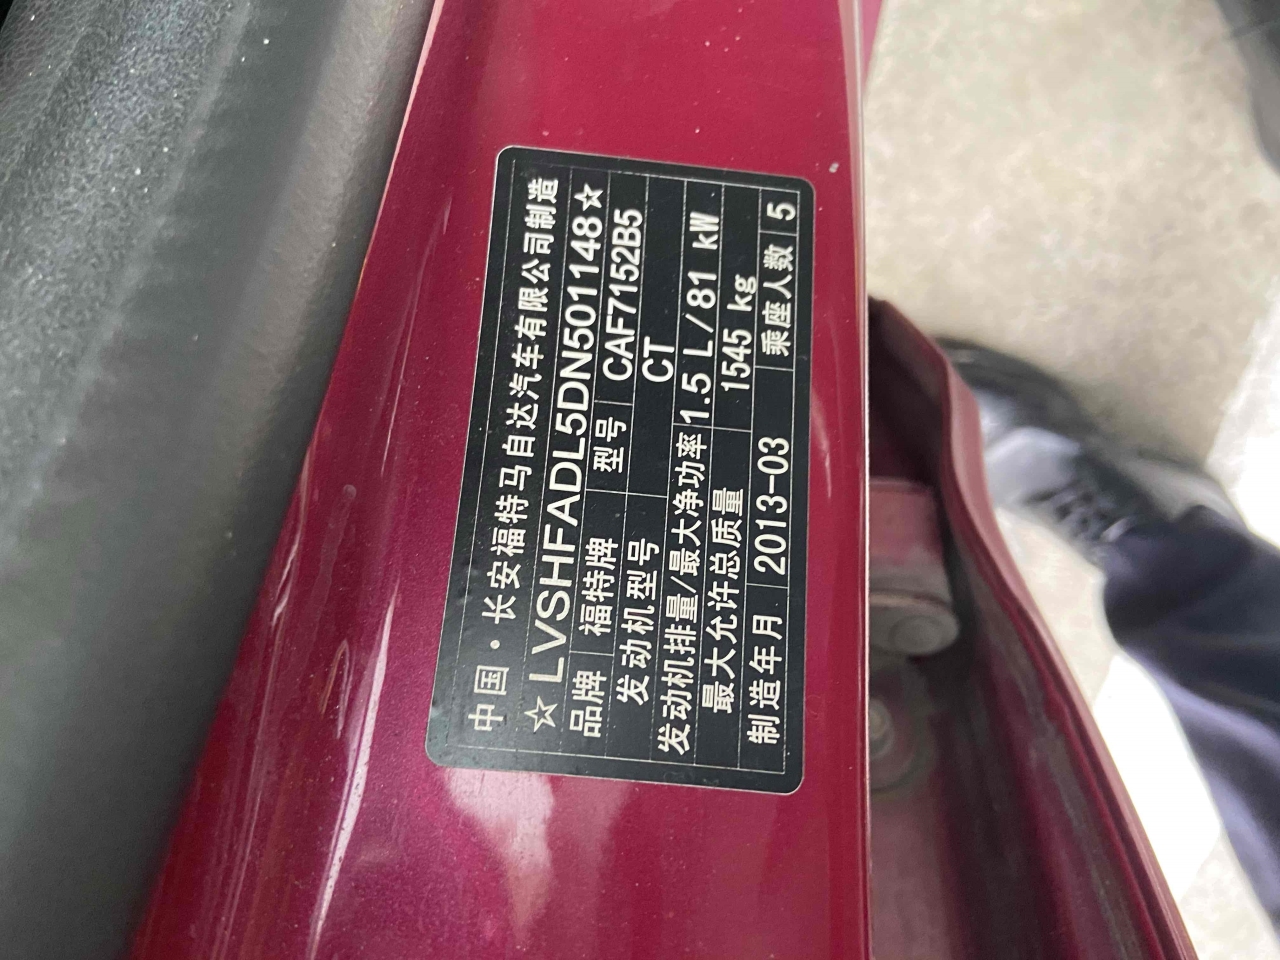 中国·长安福特马自达汽车有限公司制造
☆LVSHFADL5DN501148☆
品牌 福特牌 型号 CAF7152B5
发动机型号 CT
发动机排量/最大净功率 1.5 L/81 kW
最大允许总质量 1545 kg
制造年月 2013-03 乘座人数 5